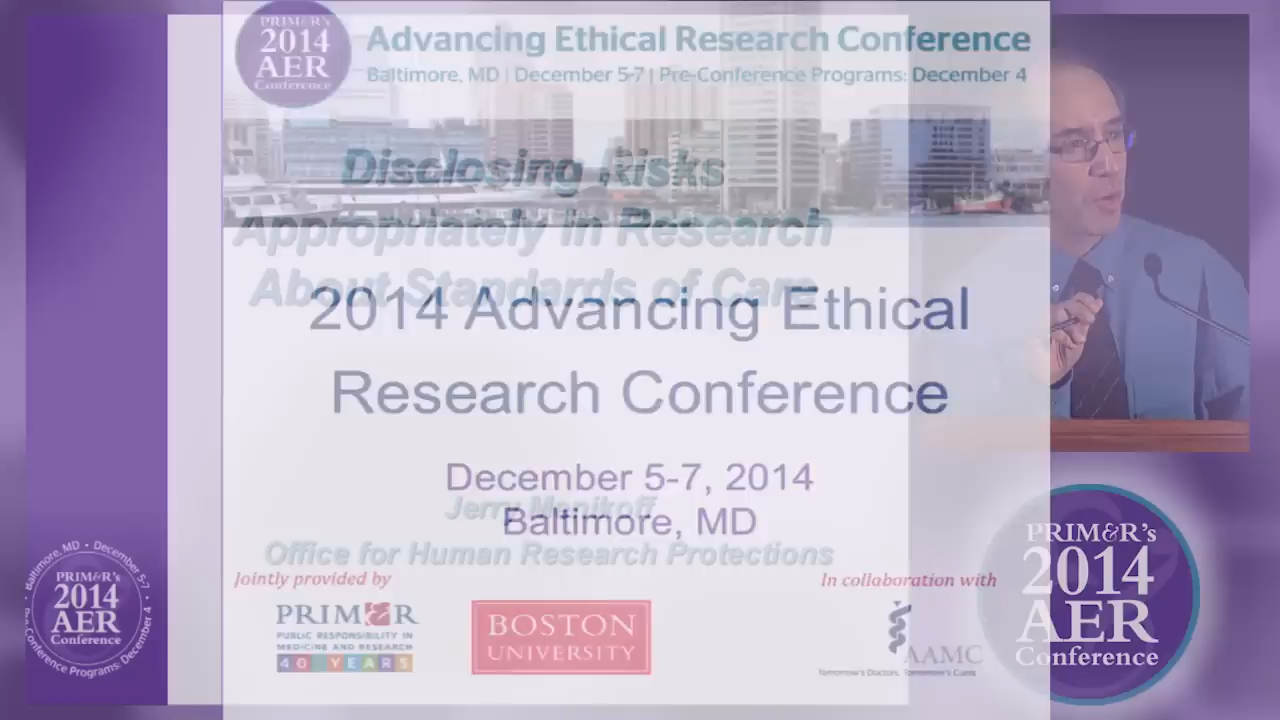 PRIM&R's
2014
AER
Conference
Advancing Ethical Research Conference
Baltimore, MD | December 5-7 | Pre-Conference Programs: December 4
Disclosing Risks
Appropriately in Research
About Standards of Care
2014 Advancing Ethical
Research Conference
December 5-7, 2014
Baltimore, MD
Jerry Menikoff
Office for Human Research Protections
Jointly provided by
In collaboration with
PRIM&R
PUBLIC RESPONSIBILITY IN
MEDICINE AND RESEARCH
40 YEARS
BOSTON
UNIVERSITY
AAMC
Tomorrow's Doctors, Tomorrow's Cures
Baltimore, MD • December 5-7 •
Pre-Conference Programs: December 4
PRIM&R's
2014
AER
Conference
PRIM&R's
2014
AER
Conference